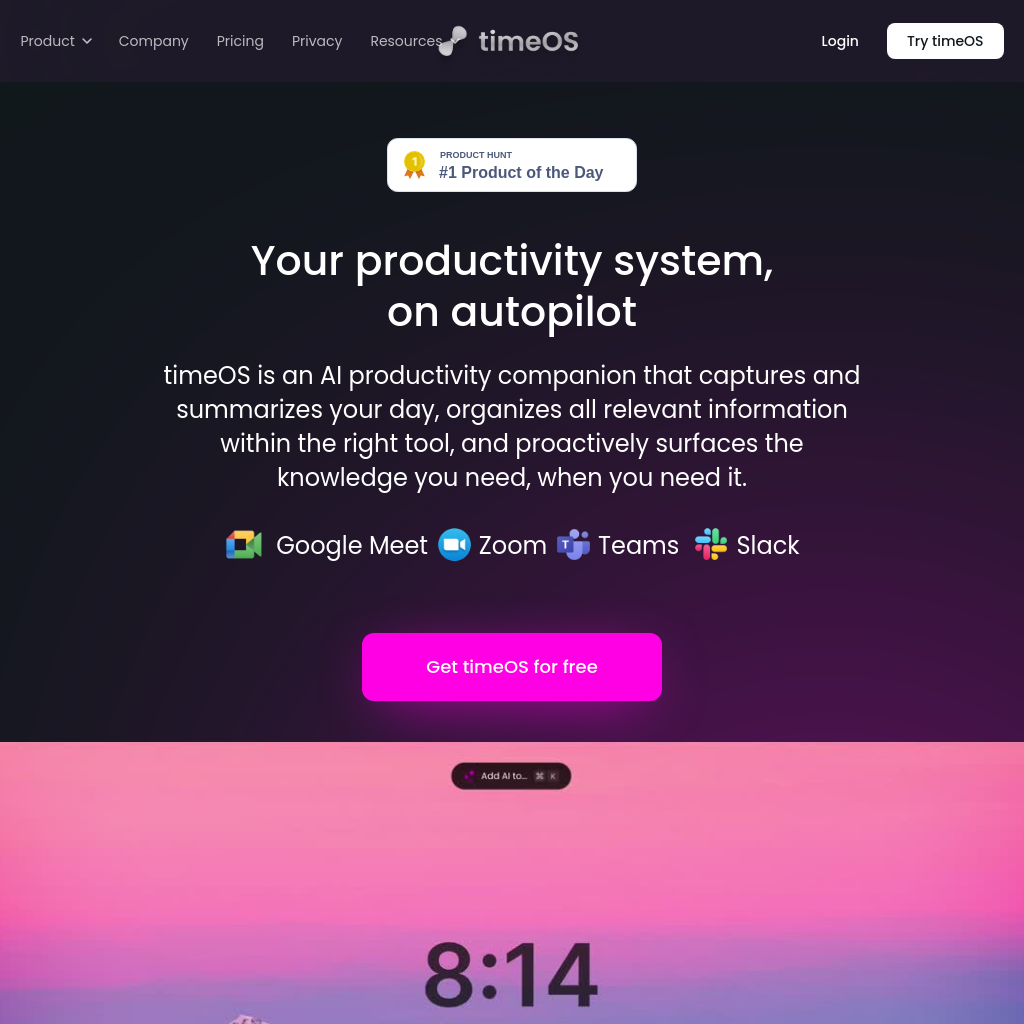 Product
Company
Pricing
Privacy
Resources
timeOS
Login
Try timeOS
1
PRODUCT HUNT
#1 Product of the Day
Your productivity system,
on autopilot
timeOS is an AI productivity companion that captures and
summarizes your day, organizes all relevant information
within the right tool, and proactively surfaces the
knowledge you need, when you need it.
Google Meet Zoom T Teams Slack
Get timeOS for free
Add AI to... ⌘ K
8:14